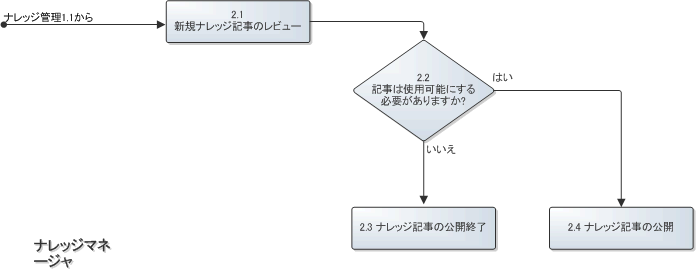 ナレッジ管理1.1から
2.1
新規ナレッジ記事のレビュー
2.2
記事は使用可能にする
必要がありますか?
はい
いいえ
2.3 ナレッジ記事の公開終了
2.4 ナレッジ記事の公開
ナレッジマネ
ージャ